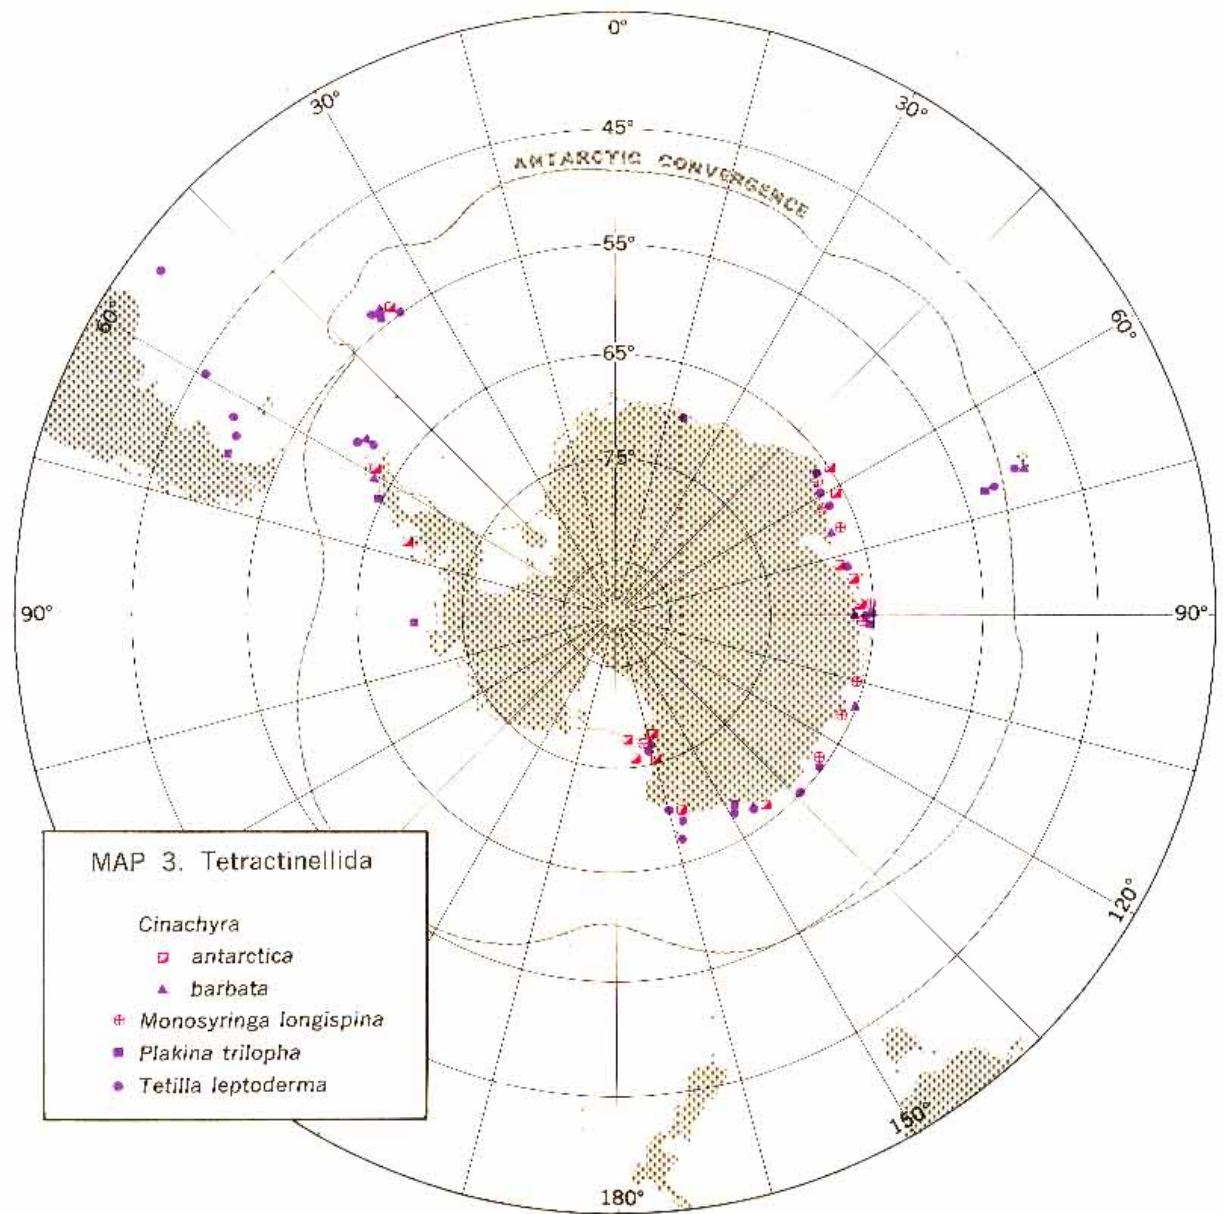 0°
30°
30°
45°
ANTARCTIC CONVERGENCE
55°
60°
60°
65°
75°
90°
90°
120°
150°
180°
MAP 3. Tetractinellida
Cinachyra
antarctica
barbata
Monosyringa longispina
Plakina trilopha
Tetilla leptoderma